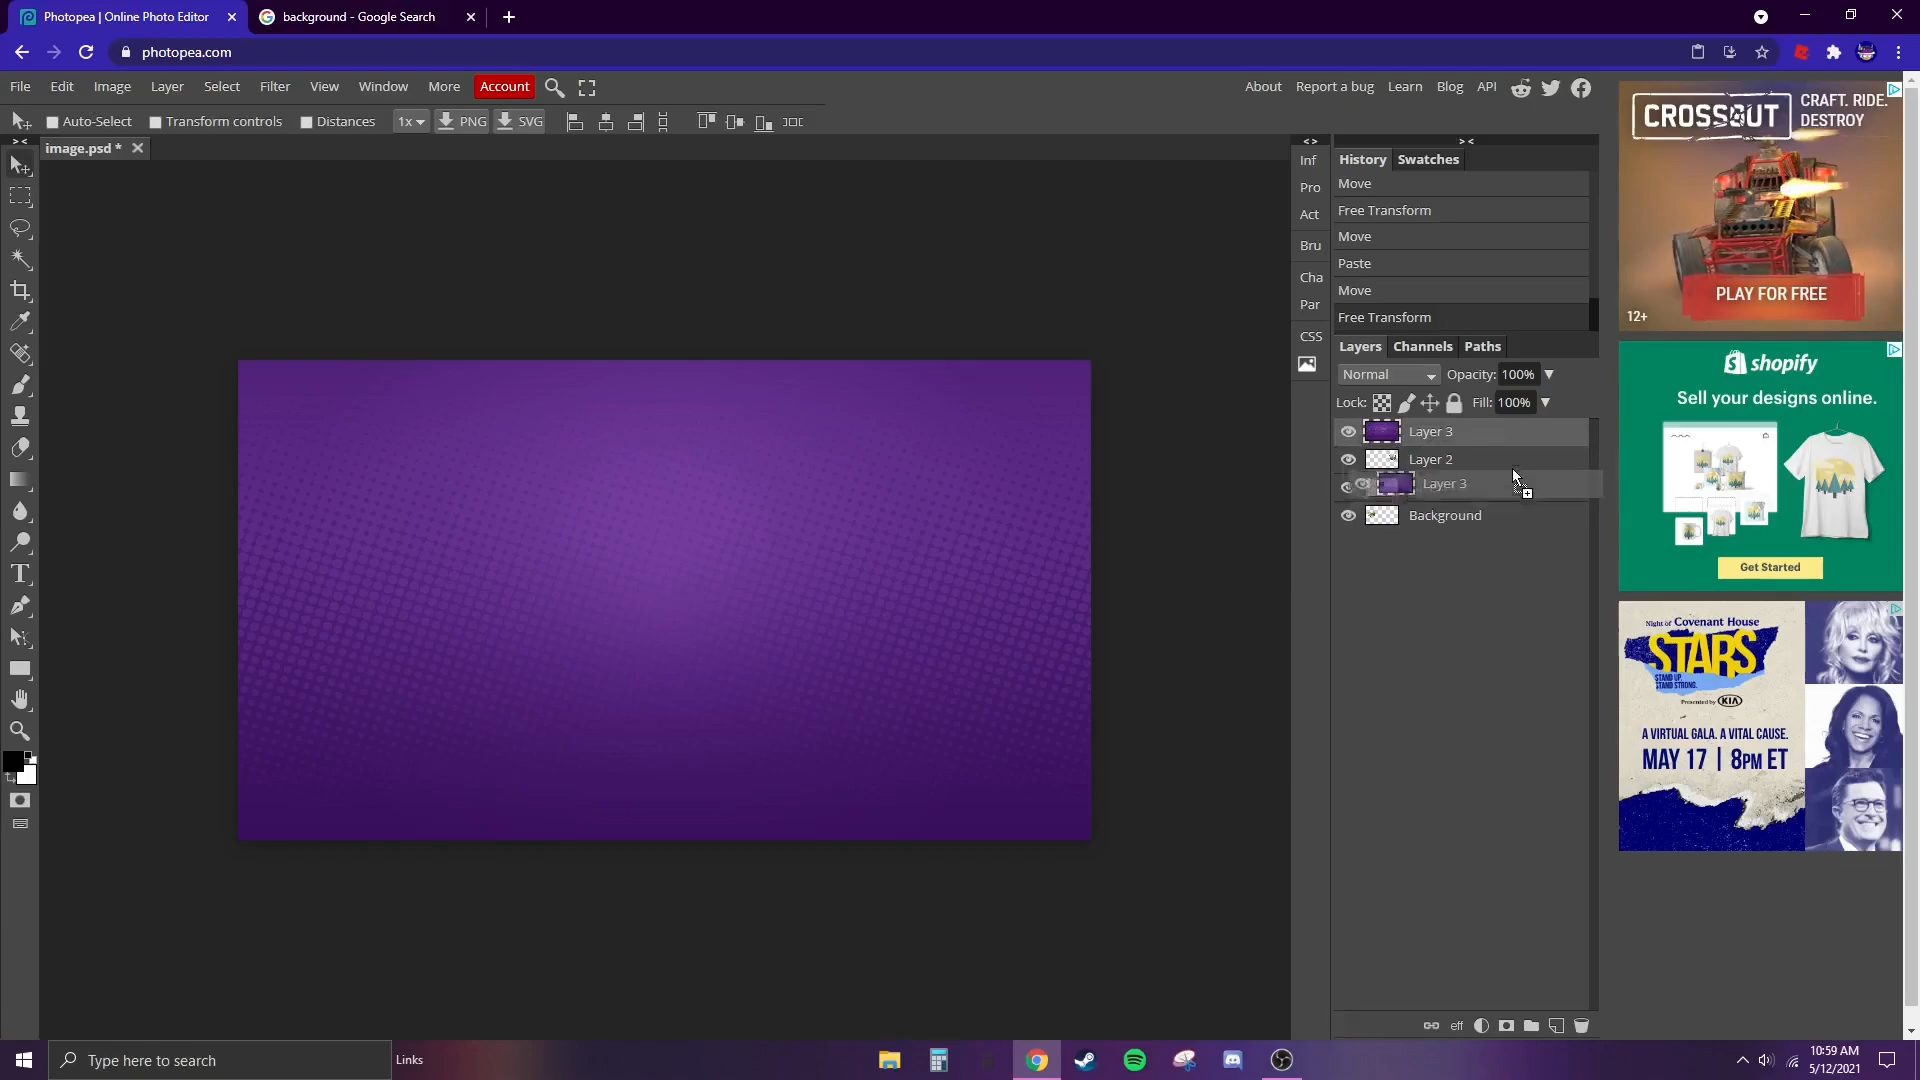 Photopea | Online Photo Editor
background - Google Search
photopea.com
File Edit Image Layer Select Filter View Window More Account
About Report a bug Learn Blog API
Auto-Select Transform controls Distances 1x PNG SVG
image.psd *
Inf
Pro
Act
Bru
Cha
Par
CSS
History Swatches
Move
Free Transform
Move
Paste
Move
Free Transform
Layers Channels Paths
Normal Opacity: 100%
Lock: Fill: 100%
Layer 3
Layer 2
Layer 3
Background
eff
CROSSOUT
CRAFT. RIDE.
DESTROY
PLAY FOR FREE
12+
shopify
Sell your designs online.
Get Started
Night of Covenant House
STARS
STAND UP.
STAND STRONG.
Presented by KIA
A VIRTUAL GALA. A VITAL CAUSE.
MAY 17 | 8PM ET
Type here to search
Links
10:59 AM
5/12/2021